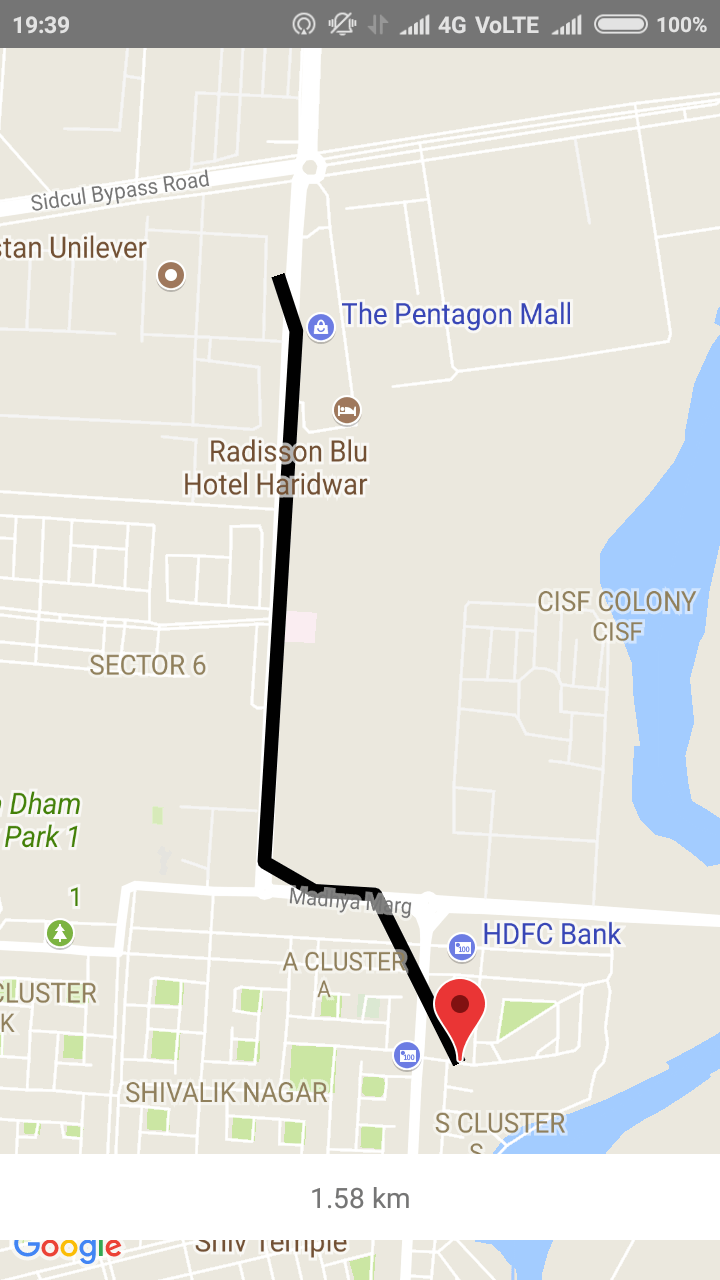 19:39
4G VoLTE
100%
Sidcul Bypass Road
stan Unilever
The Pentagon Mall
Radisson Blu
Hotel Haridwar
CISF COLONY
CISF
SECTOR 6
Dham
Park 1
1
Madhya Marg
HDFC Bank
A CLUSTER
A
CLUSTER
K
100
100
SHIVALIK NAGAR
S CLUSTER
S
1.58 km
Google
Shiv Temple